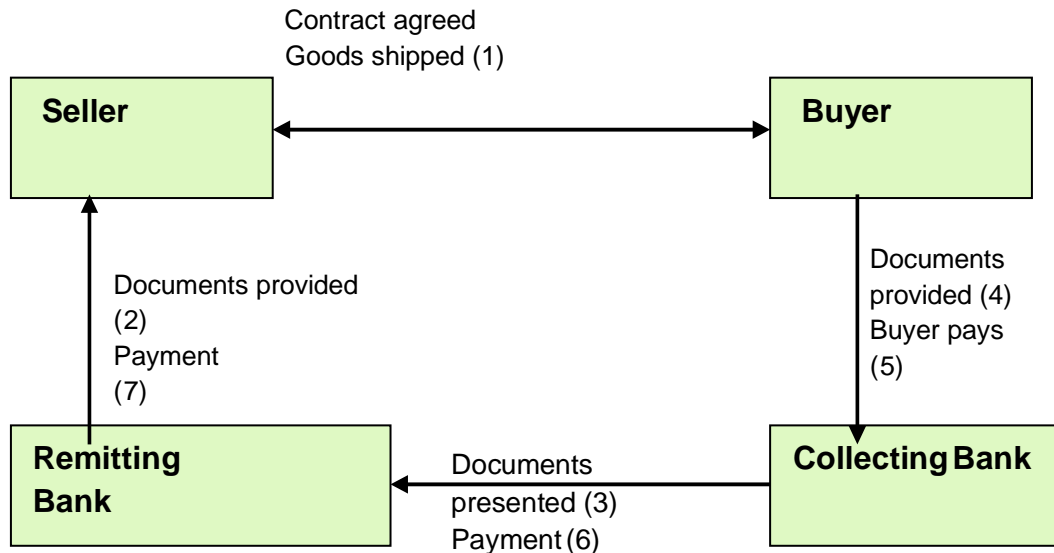 Contract agreed
Goods shipped (1)
Seller
Buyer
Documents provided
(2)
Payment
(7)
Documents
provided (4)
Buyer pays
(5)
Remitting
Bank
Documents
presented (3)
Payment (6)
Collecting Bank